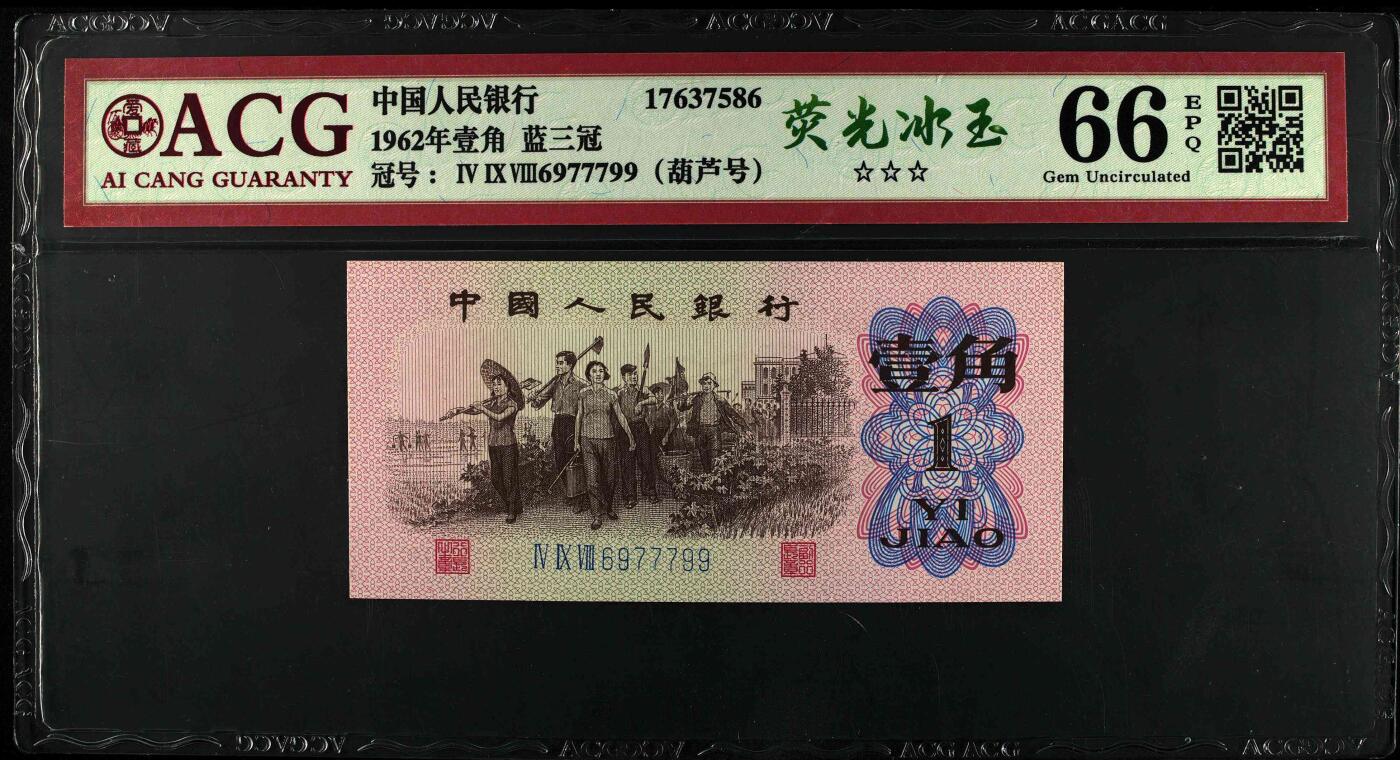 ACG
AI CANG GUARANTY
中国人民银行 17637586
1962年壹角 蓝三冠
冠号：ⅣⅨⅧ6977799（葫芦号）
荧光冰玉
☆☆☆
66
EPQ
Gem Uncirculated
中國人民銀行
壹角
1
YI
JIAO
ⅣⅨⅧ6977799